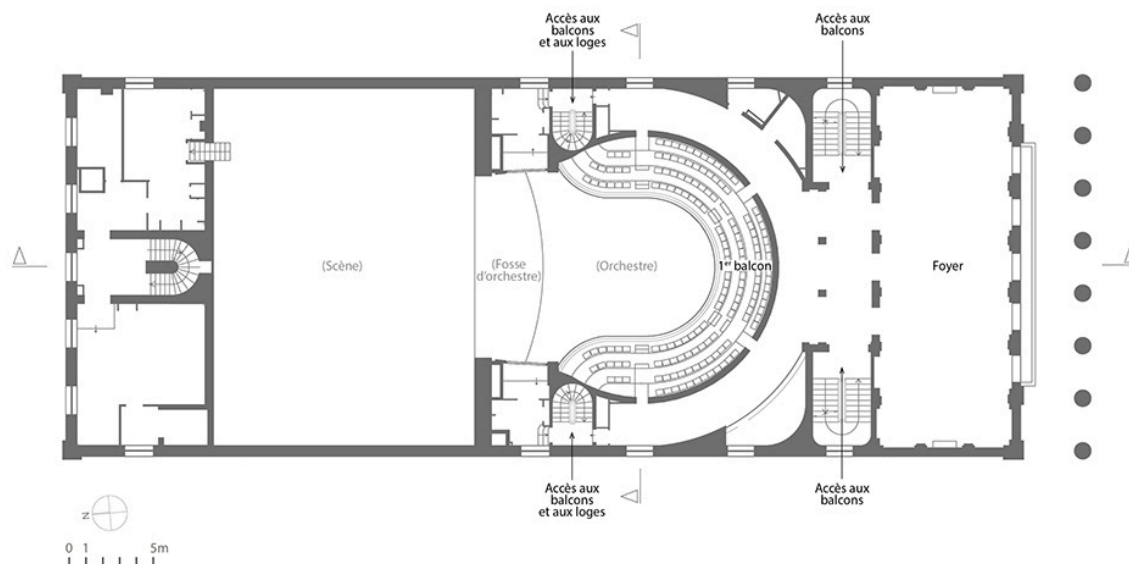 Accès aux
balcons
et aux loges
Accès aux
balcons
(Scène)
(Fosse
d'orchestre)
(Orchestre)
1er balcon
Foyer
Accès aux
balcons
et aux loges
Accès aux
balcons
N
0 1 5m